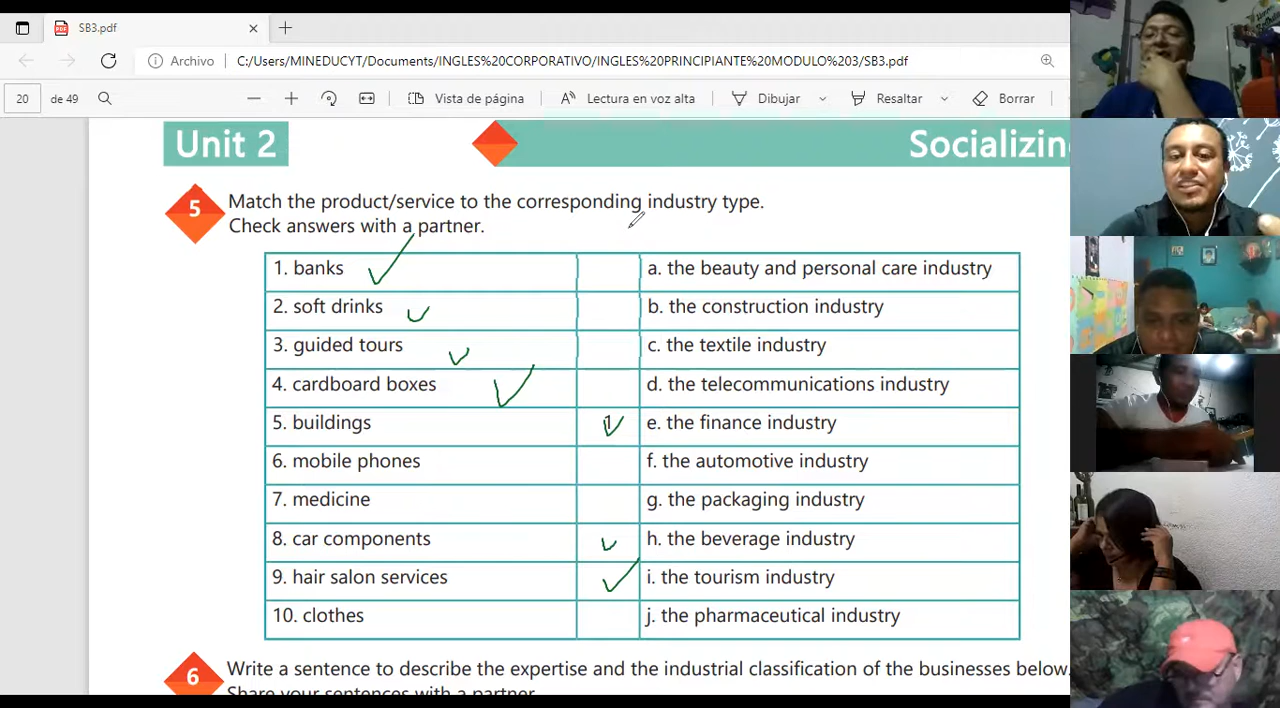 SB3.pdf
Archivo C:/Users/MINEDUCYT/Documents/INGLES%20CORPORATIVO/INGLES%20PRINCIPIANTE%20MODULO%203/SB3.pdf
20 de 49 Vista de página Lectura en voz alta Dibujar Resaltar Borrar
Unit 2 Socializin
5 Match the product/service to the corresponding industry type.
Check answers with a partner.
1. banks a. the beauty and personal care industry
2. soft drinks b. the construction industry
3. guided tours c. the textile industry
4. cardboard boxes d. the telecommunications industry
5. buildings 1 e. the finance industry
6. mobile phones f. the automotive industry
7. medicine g. the packaging industry
8. car components h. the beverage industry
9. hair salon services i. the tourism industry
10. clothes j. the pharmaceutical industry
6 Write a sentence to describe the expertise and the industrial classification of the businesses below.
Share your sentences with a partner